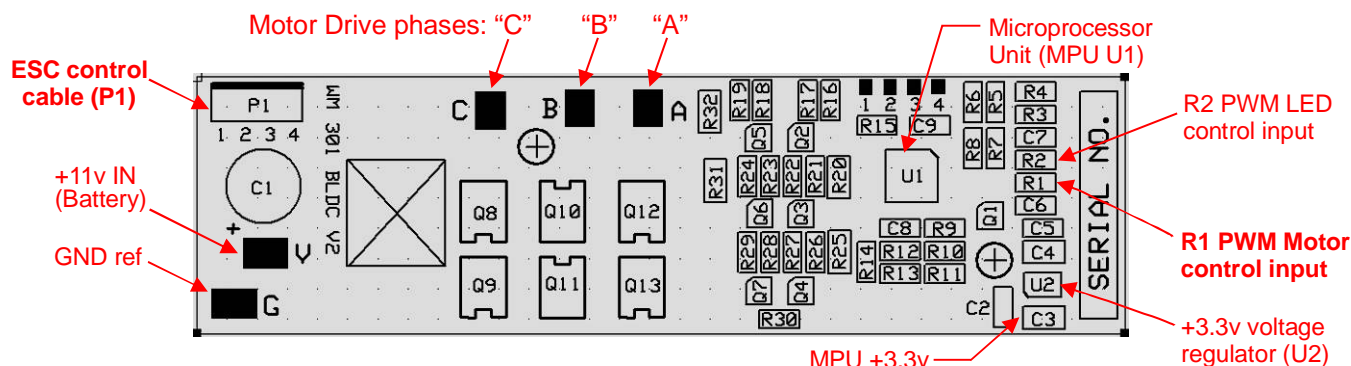 Motor Drive phases: “C” “B” “A”
Microprocessor
Unit (MPU U1)
ESC control
cable (P1)
R2 PWM LED
control input
+11v IN
(Battery)
GND ref
R1 PWM Motor
control input
+3.3v voltage
regulator (U2)
MPU +3.3v
P1
1 2 3 4
C1
+
V
G
WM 301 BLDC V2
C
B
A
Q8
Q10
Q12
Q9
Q11
Q13
R32
R31
R19
R18
R17
R16
Q5
Q2
R24
R23
R22
R21
R20
Q6
Q3
R29
R28
R27
R26
R25
Q7
Q4
R30
1 2 3 4
R15
C9
U1
R6
R5
R8
R7
R4
R3
C7
R2
R1
C6
C5
C4
U2
C3
C2
Q1
C8
R9
R14
R12
R10
R13
R11
SERIAL NO.